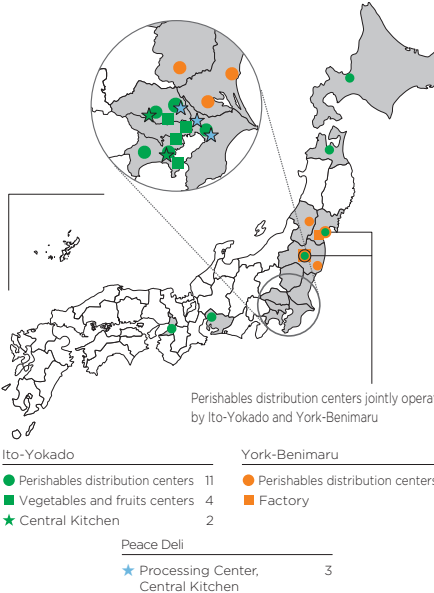 Perishables distribution centers jointly opera
by Ito-Yokado and York-Benimaru
Ito-Yokado
Perishables distribution centers 11
Vegetables and fruits centers 4
Central Kitchen 2
York-Benimaru
Perishables distribution centers
Factory
Peace Deli
Processing Center, 3
Central Kitchen